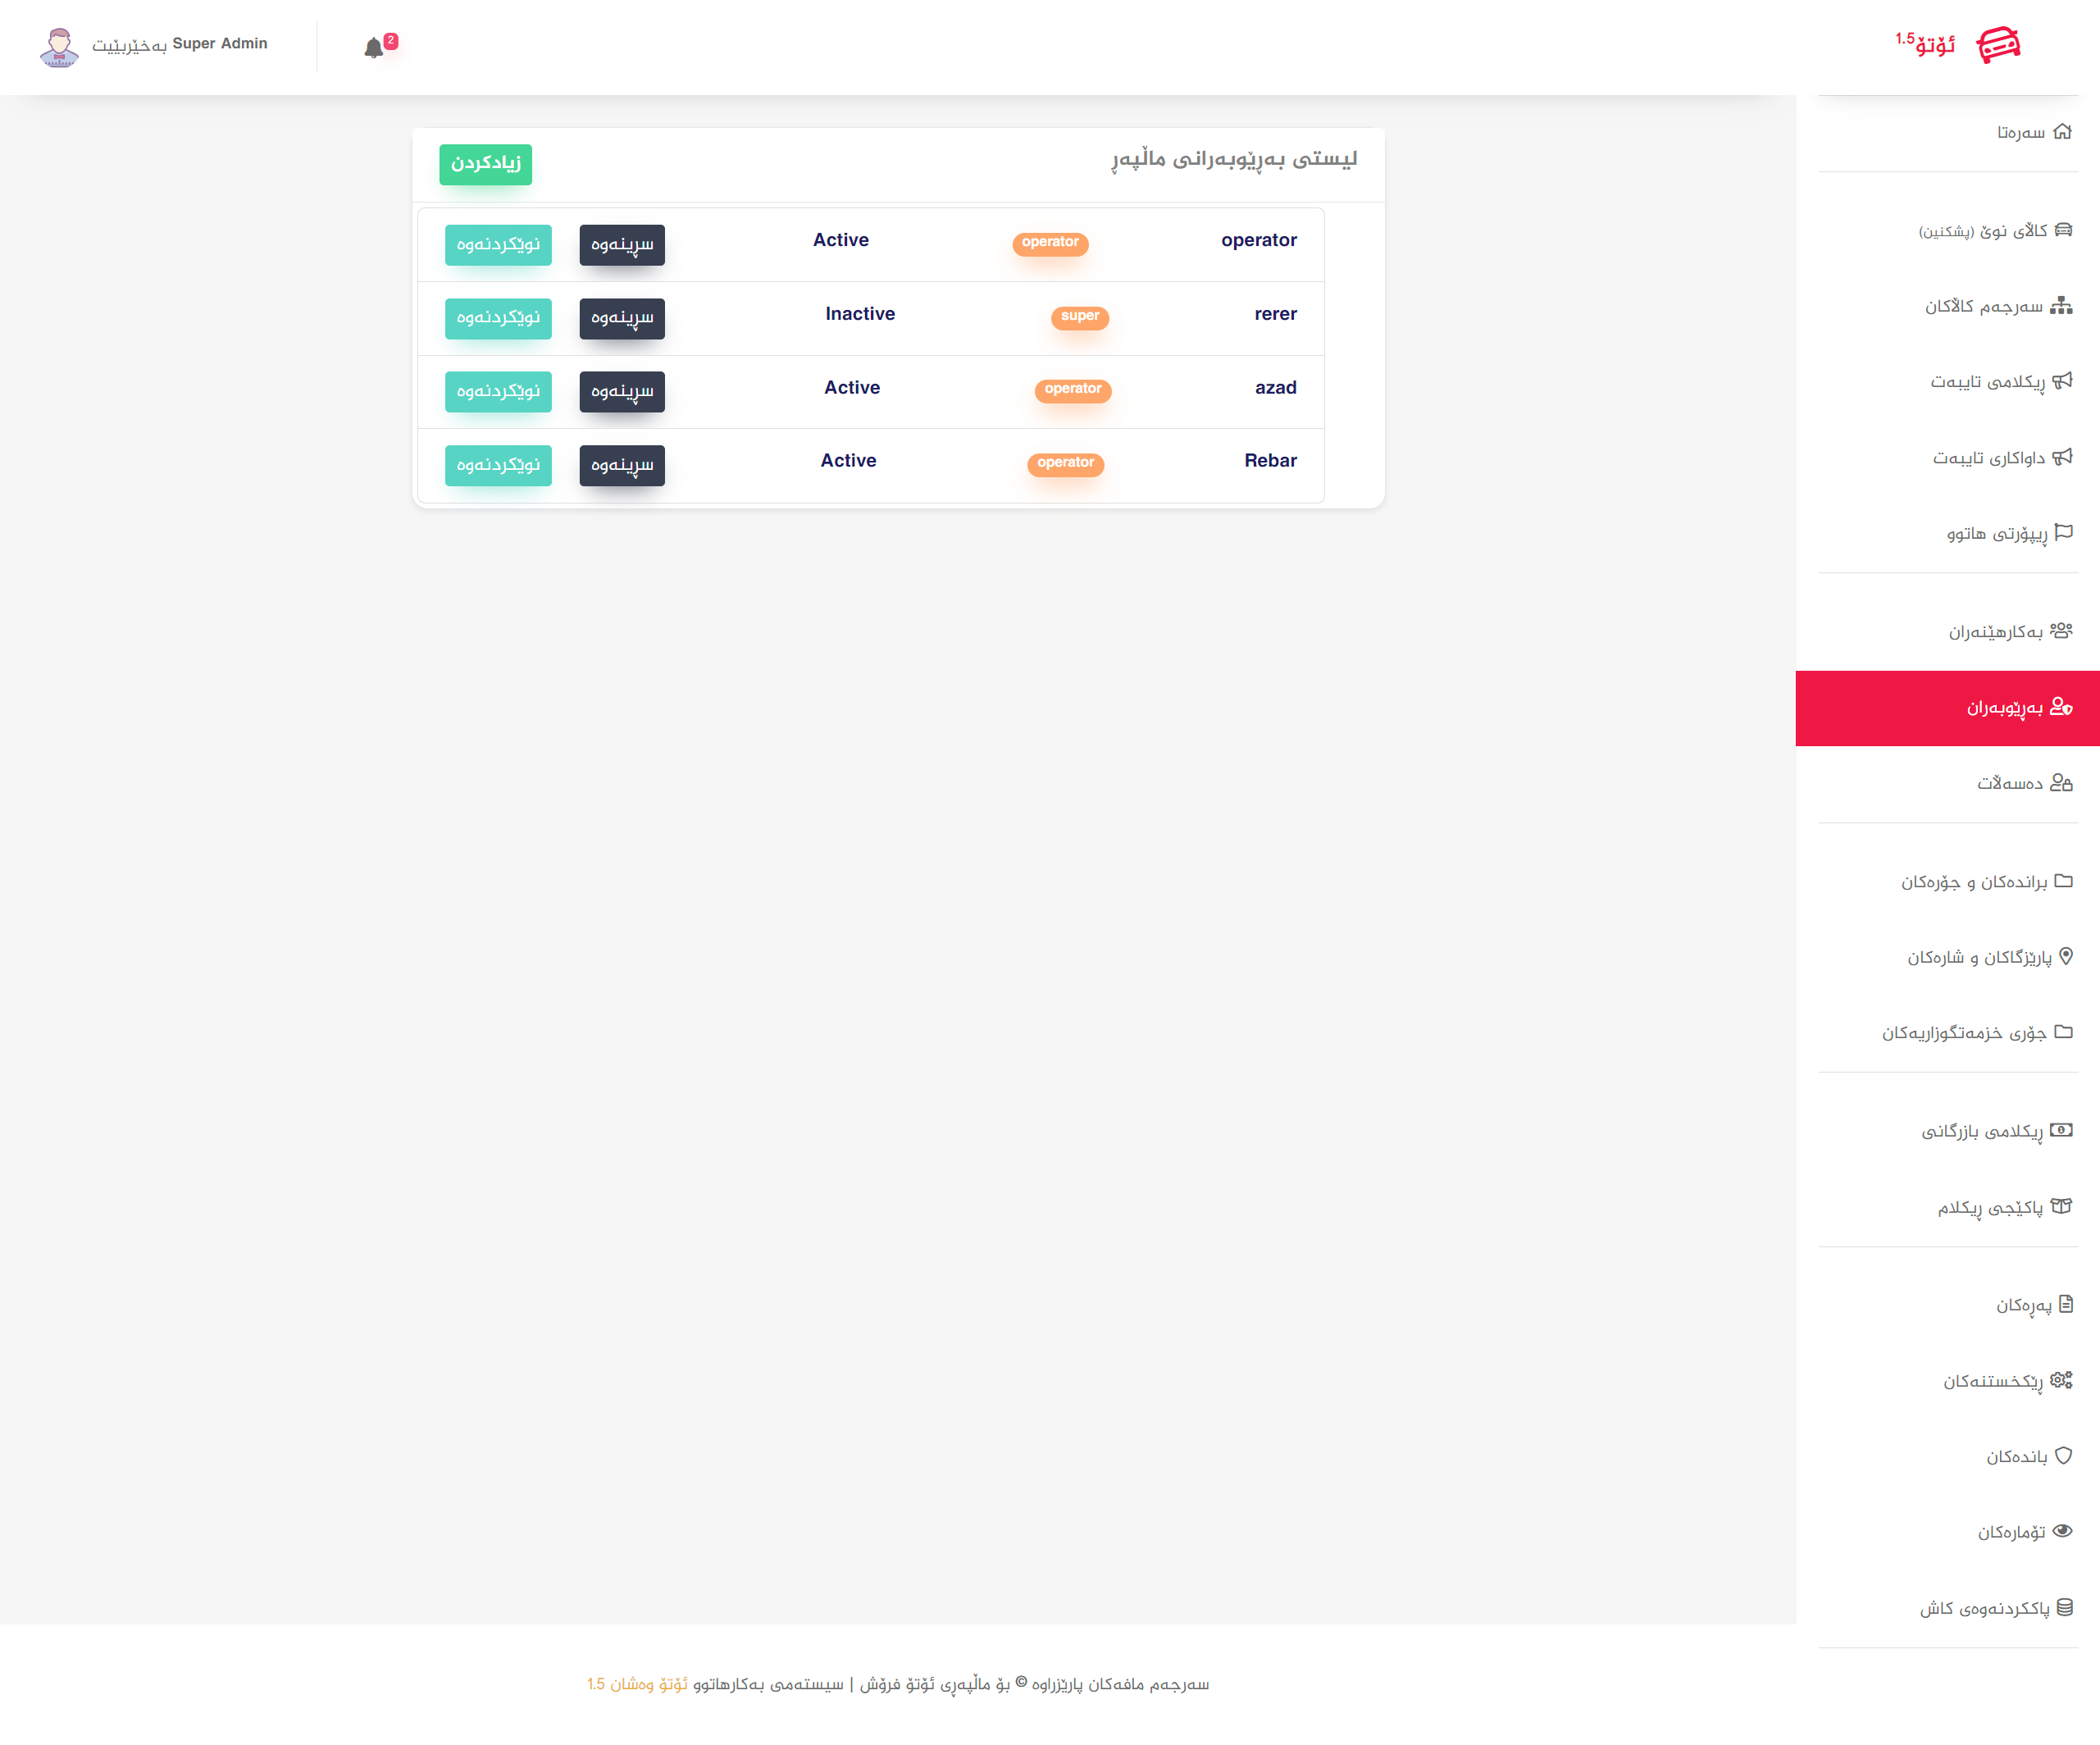 ئۆتۆ 1.5
2
بەخێربێیت Super Admin
سەرەتا
کاڵای نوێ (پشکنین)
سەرجەم کاڵاکان
ڕیکلامی تایبەت
داواکاری تایبەت
ڕیپۆرتی هاتوو
بەکارهێنەران
بەڕێوبەران
دەسەڵات
براندەکان و جۆرەکان
پارێزگاکان و شارەکان
جۆری خزمەتگوزاریەکان
ڕیکلامی بازرگانی
پاکێجی ڕیکلام
پەڕەکان
ڕێکخستنەکان
باندەکان
تۆمارەکان
پاککردنەوەی کاش
لیستی بەڕێوبەرانی ماڵپەڕ زیادکردن
operator operator Active سڕینەوە نوێکردنەوە
rerer super Inactive سڕینەوە نوێکردنەوە
azad operator Active سڕینەوە نوێکردنەوە
Rebar operator Active سڕینەوە نوێکردنەوە
سەرجەم مافەکان پارێزراوە © بۆ ماڵپەڕی ئۆتۆ فرۆش | سیستەمی بەکارهاتوو ئۆتۆ وەشان 1.5